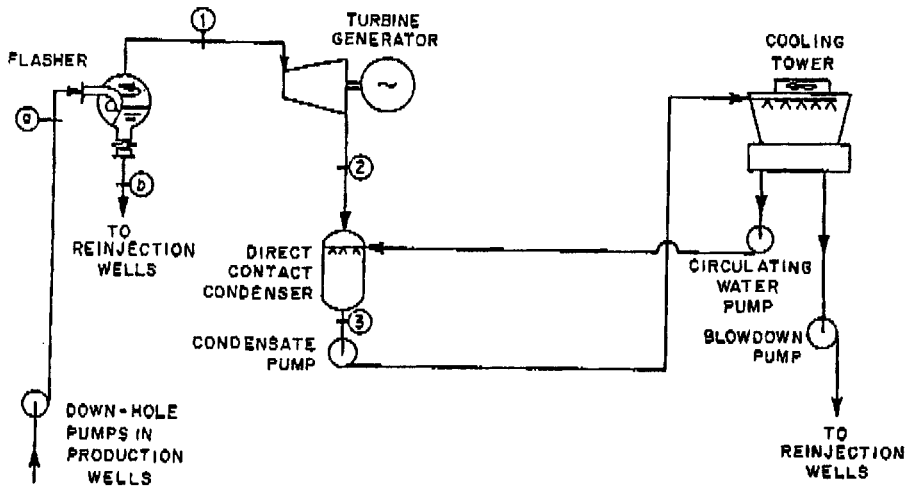 FLASHER
1
TURBINE
GENERATOR
~
COOLING
TOWER
a
b
2
TO
REINJECTION
WELLS
DIRECT
CONTACT
CONDENSER
3
CONDENSATE
PUMP
CIRCULATING
WATER
PUMP
BLOWDOWN
PUMP
DOWN-HOLE
PUMPS IN
PRODUCTION
WELLS
TO
REINJECTION
WELLS